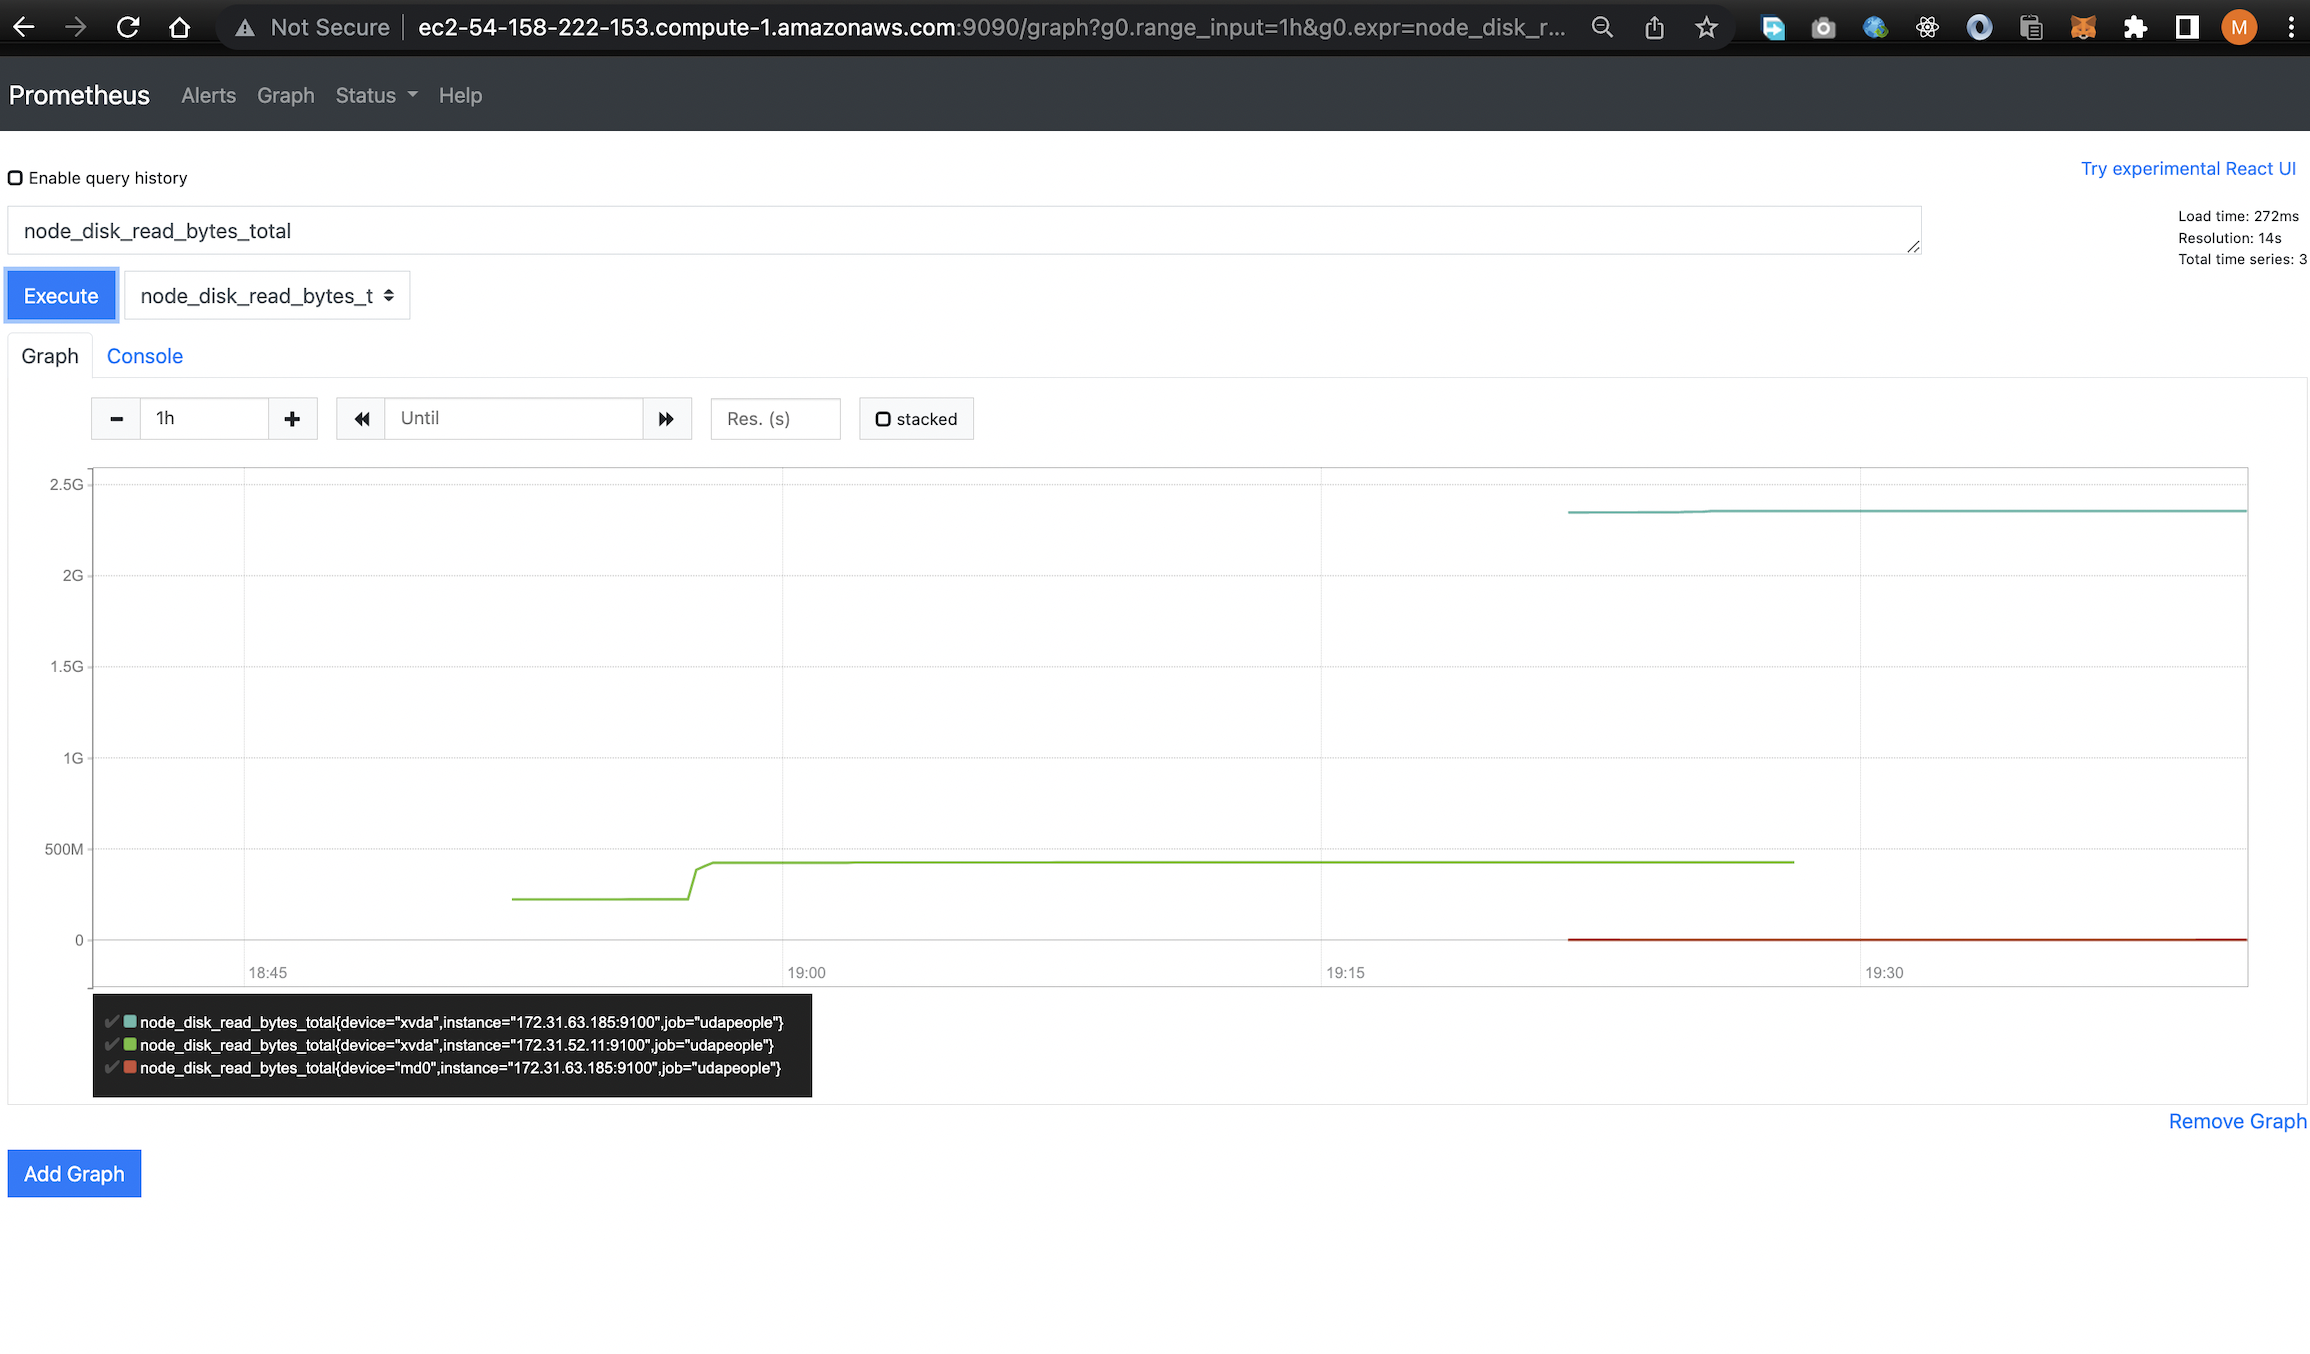 Not Secure ec2-54-158-222-153.compute-1.amazonaws.com:9090/graph?g0.range_input=1h&g0.expr=node_disk_r... M
Prometheus Alerts Graph Status Help
Enable query history
Try experimental React UI
node_disk_read_bytes_total
Load time: 272ms
Resolution: 14s
Total time series: 3
Execute node_disk_read_bytes_t
Graph Console
1h Until Res. (s) stacked
2.5G
2G
1.5G
1G
500M
0
18:45 19:00 19:15 19:30
node_disk_read_bytes_total{device="xvda",instance="172.31.63.185:9100",job="udapeople"}
node_disk_read_bytes_total{device="xvda",instance="172.31.52.11:9100",job="udapeople"}
node_disk_read_bytes_total{device="md0",instance="172.31.63.185:9100",job="udapeople"}
Remove Graph
Add Graph